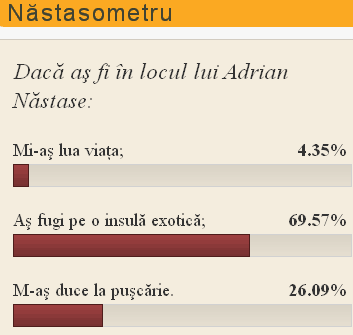 Năstasometru
Dacă aş fi în locul lui Adrian
Năstase:
Mi-aş lua viaţa; 4.35%
Aş fugi pe o insulă exotică; 69.57%
M-aş duce la puşcărie. 26.09%